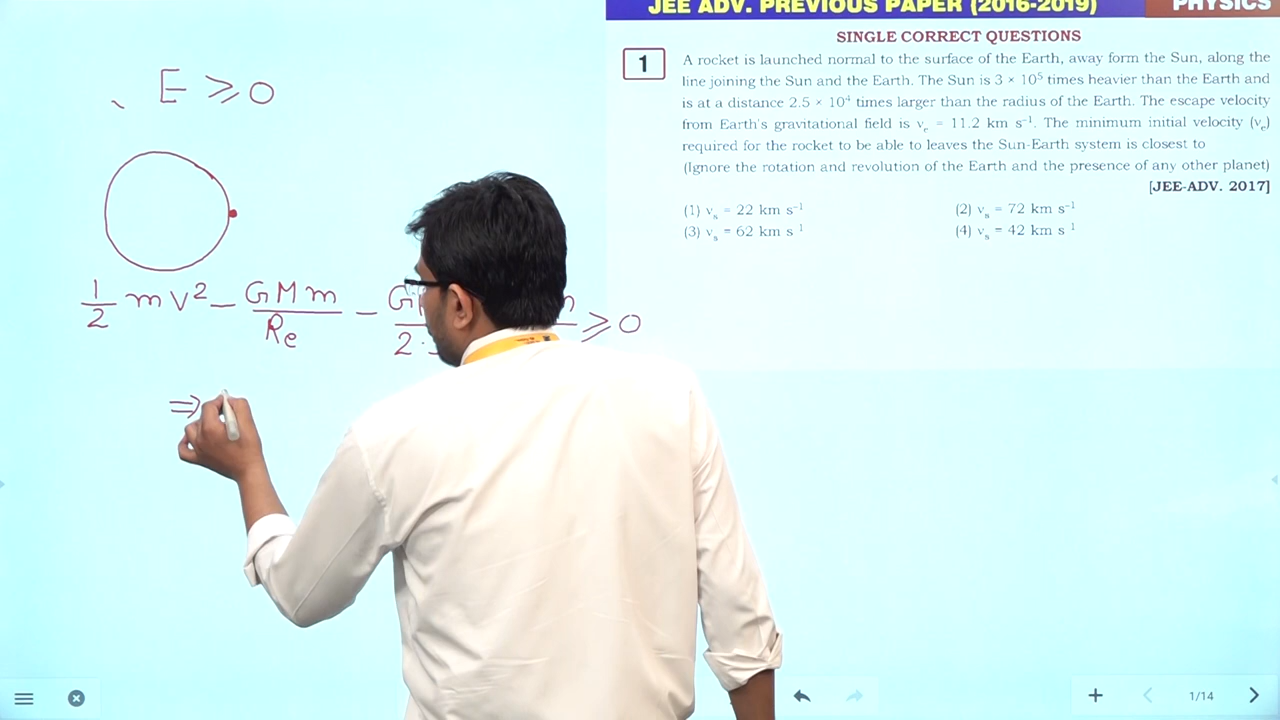 JEE ADV. PREVIOUS PAPER (2016-2019)
PHYSICS
SINGLE CORRECT QUESTIONS
1
A rocket is launched normal to the surface of the Earth, away form the Sun, along the
line joining the Sun and the Earth. The Sun is 3 × 10⁵ times heavier than the Earth and
is at a distance 2.5 × 10⁴ times larger than the radius of the Earth. The escape velocity
from Earth's gravitational field is vₑ = 11.2 km s⁻¹. The minimum initial velocity (vₑ)
required for the rocket to be able to leaves the Sun-Earth system is closest to
(Ignore the rotation and revolution of the Earth and the presence of any other planet)
[JEE-ADV. 2017]
(1) vₛ = 22 km s⁻¹
(2) vₛ = 72 km s⁻¹
(3) vₛ = 62 km s⁻¹
(4) vₛ = 42 km s⁻¹
E ≥ 0
1/2 mv² - GMm/Re - G ≥ 0
2.
⇒
1/14